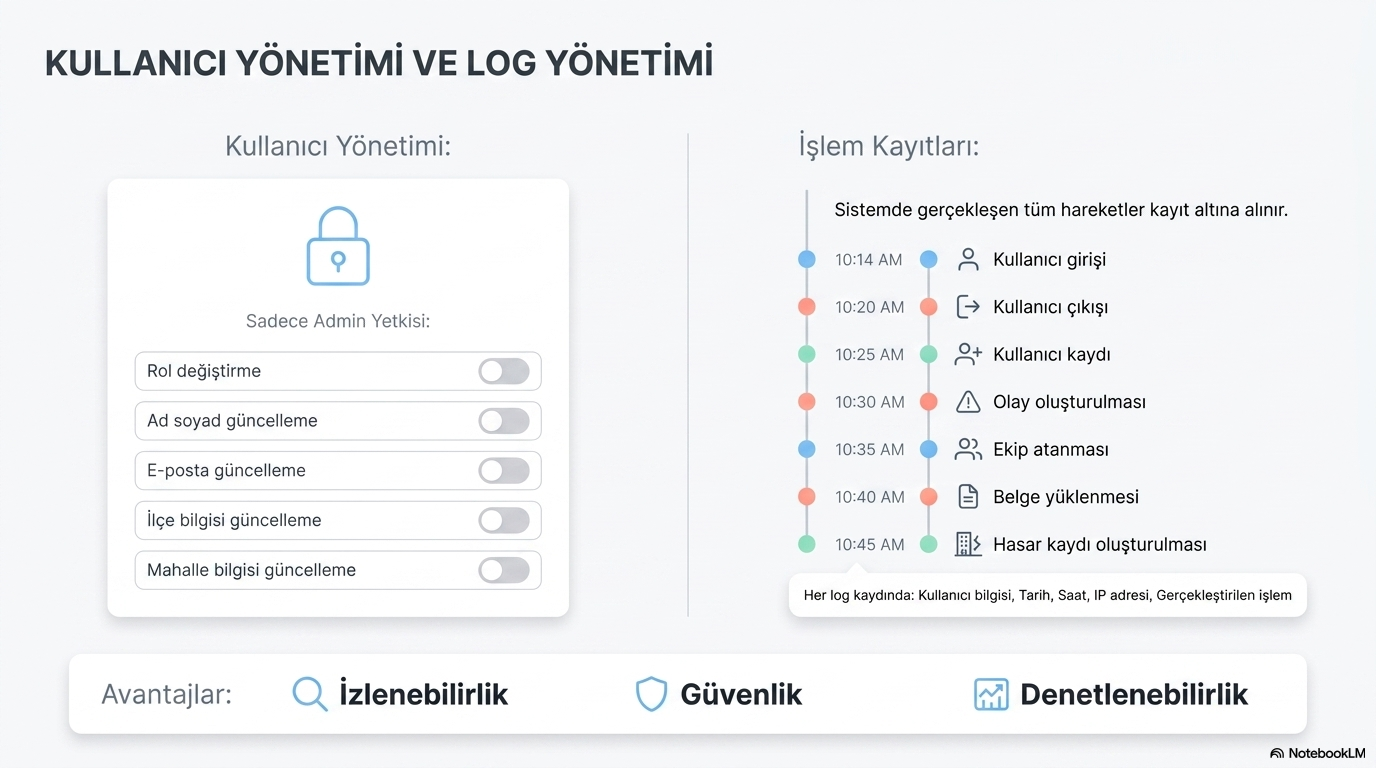 KULLANICI YÖNETİMİ VE LOG YÖNETİMİ
Kullanıcı Yönetimi:
Sadece Admin Yetkisi:
Rol değiştirme
Ad soyad güncelleme
E-posta güncelleme
İlçe bilgisi güncelleme
Mahalle bilgisi güncelleme
İşlem Kayıtları:
Sistemde gerçekleşen tüm hareketler kayıt altına alınır.
10:14 AM Kullanıcı girişi
10:20 AM Kullanıcı çıkışı
10:25 AM Kullanıcı kaydı
10:30 AM Olay oluşturulması
10:35 AM Ekip atanması
10:40 AM Belge yüklenmesi
10:45 AM Hasar kaydı oluşturulması
Her log kaydında: Kullanıcı bilgisi, Tarih, Saat, IP adresi, Gerçekleştirilen işlem
Avantajlar: İzlenebilirlik Güvenlik Denetlenebilirlik
NotebookLM